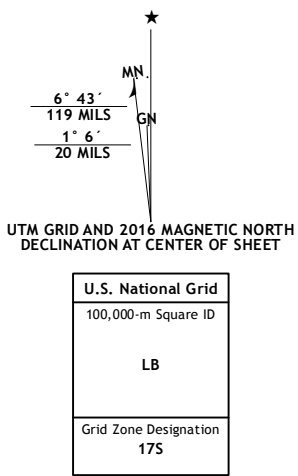 ★
MN.
6° 43´
119 MILS
GN
1° 6´
20 MILS
UTM GRID AND 2016 MAGNETIC NORTH
DECLINATION AT CENTER OF SHEET
U.S. National Grid
100,000-m Square ID
LB
Grid Zone Designation
17S